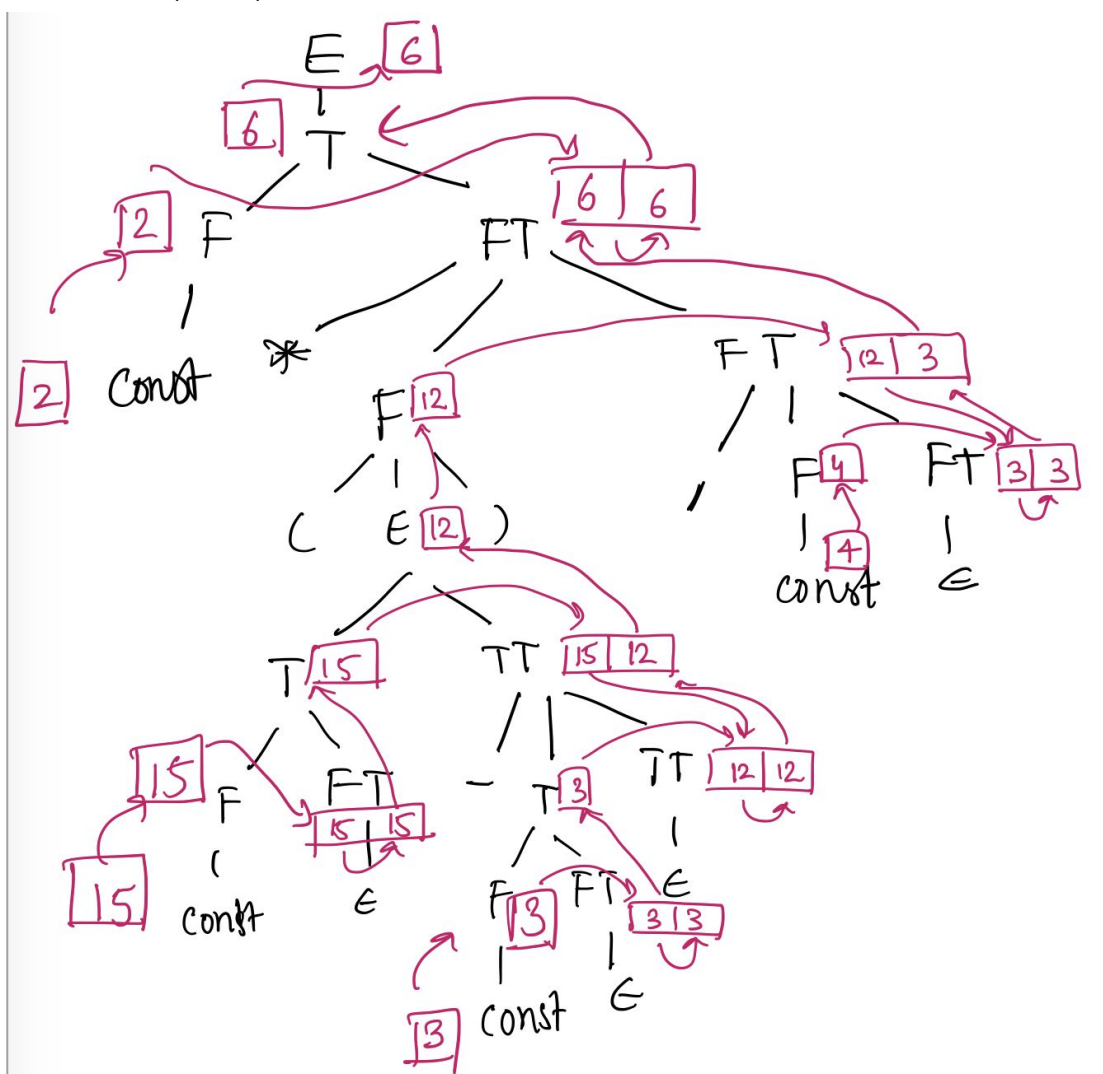 E 6
6 T
2 F FT 6 6
2 const * F T 12 3
F 12
/ F 4 FT 3 3
( E 12 ) 4
const ϵ
T 15 TT 15 12
15 F FT - T 3 TT 12 12
15 15
15 const ϵ F 3 FT ϵ
3 3
3 const ϵ